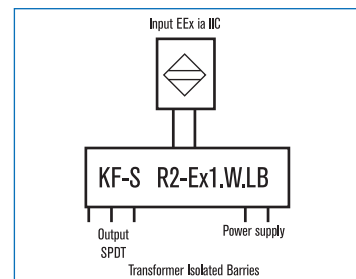 Input EEx ia IIC
KF-S R2-Ex1.W.LB
Output
SPDT
Power supply
Transformer Isolated Barries